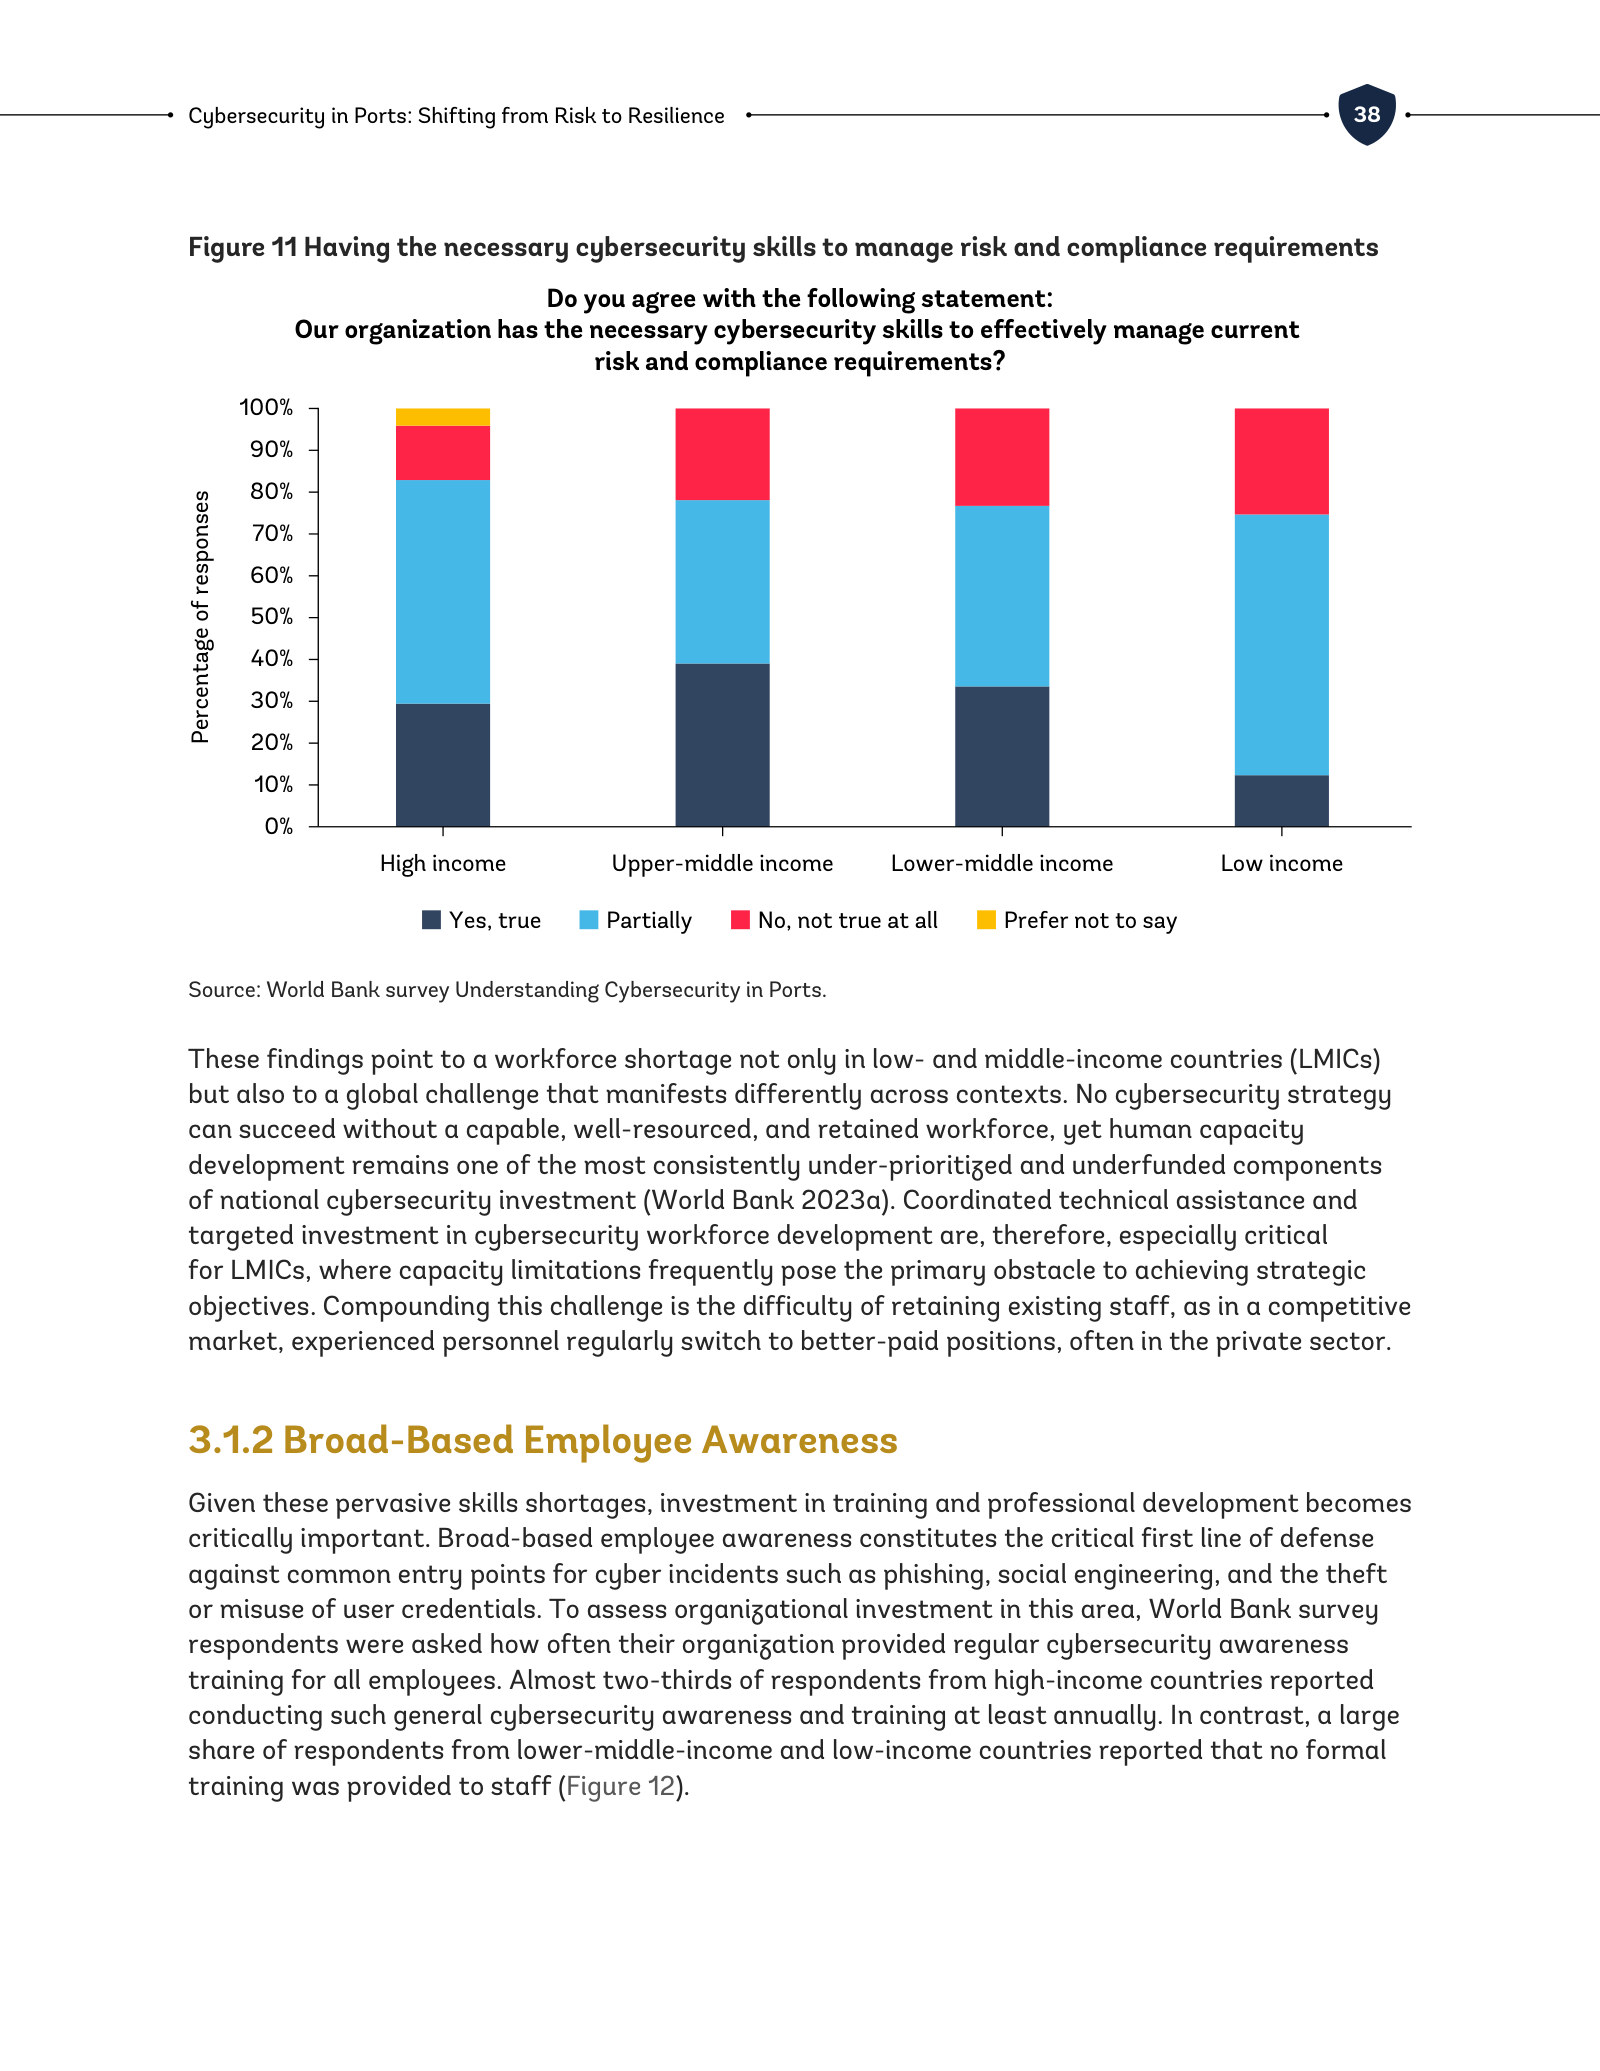 Cybersecurity in Ports: Shifting from Risk to Resilience
38
Figure 11 Having the necessary cybersecurity skills to manage risk and compliance requirements
Do you agree with the following statement:
Our organization has the necessary cybersecurity skills to effectively manage current
risk and compliance requirements?
Percentage of responses
100%
90%
80%
70%
60%
50%
40%
30%
20%
10%
0%
High income
Upper-middle income
Lower-middle income
Low income
Yes, true
Partially
No, not true at all
Prefer not to say
Source: World Bank survey Understanding Cybersecurity in Ports.
These findings point to a workforce shortage not only in low- and middle-income countries (LMICs)
but also to a global challenge that manifests differently across contexts. No cybersecurity strategy
can succeed without a capable, well-resourced, and retained workforce, yet human capacity
development remains one of the most consistently under-prioritized and underfunded components
of national cybersecurity investment (World Bank 2023a). Coordinated technical assistance and
targeted investment in cybersecurity workforce development are, therefore, especially critical
for LMICs, where capacity limitations frequently pose the primary obstacle to achieving strategic
objectives. Compounding this challenge is the difficulty of retaining existing staff, as in a competitive
market, experienced personnel regularly switch to better-paid positions, often in the private sector.
3.1.2 Broad-Based Employee Awareness
Given these pervasive skills shortages, investment in training and professional development becomes
critically important. Broad-based employee awareness constitutes the critical first line of defense
against common entry points for cyber incidents such as phishing, social engineering, and the theft
or misuse of user credentials. To assess organizational investment in this area, World Bank survey
respondents were asked how often their organization provided regular cybersecurity awareness
training for all employees. Almost two-thirds of respondents from high-income countries reported
conducting such general cybersecurity awareness and training at least annually. In contrast, a large
share of respondents from lower-middle-income and low-income countries reported that no formal
training was provided to staff (Figure 12).